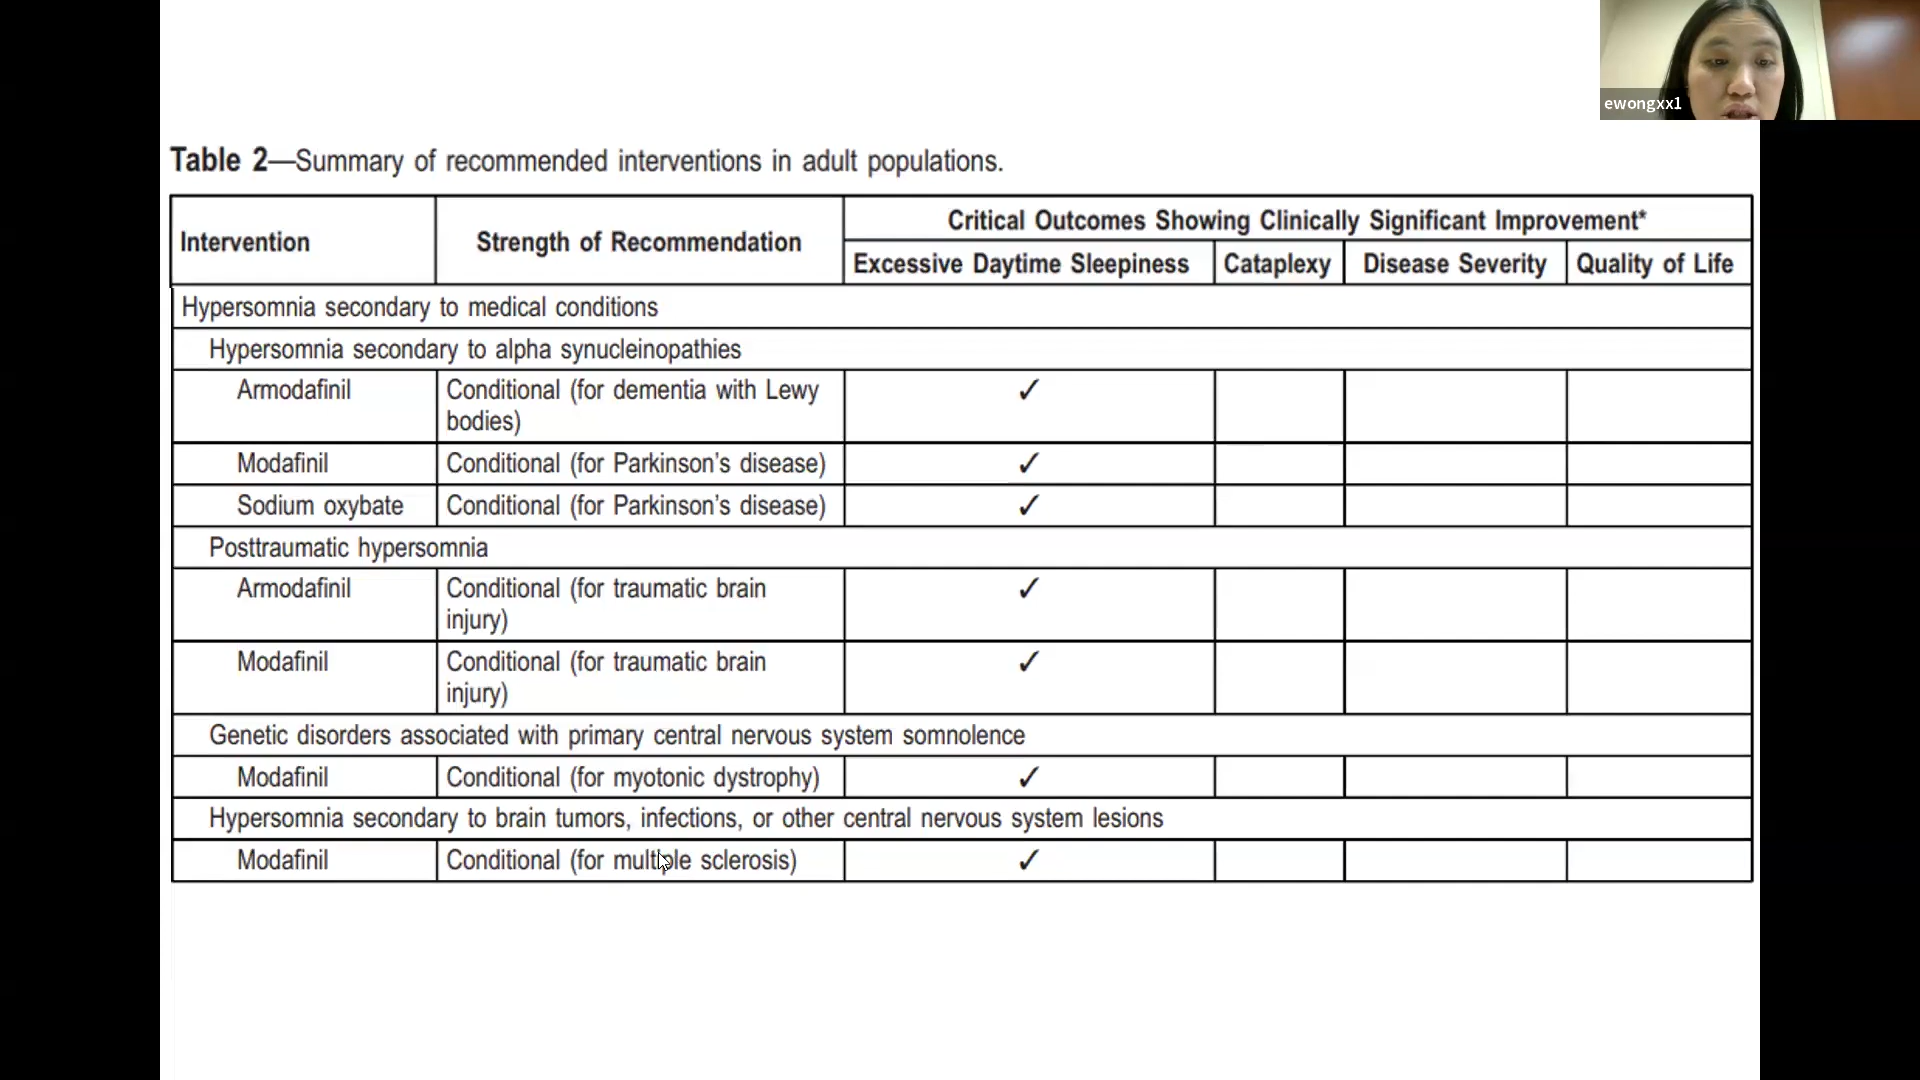 ewongxx1
Table 2—Summary of recommended interventions in adult populations.
Intervention
Strength of Recommendation
Critical Outcomes Showing Clinically Significant Improvement*
Excessive Daytime Sleepiness
Cataplexy
Disease Severity
Quality of Life
Hypersomnia secondary to medical conditions
Hypersomnia secondary to alpha synucleinopathies
Armodafinil
Conditional (for dementia with Lewy
bodies)
✓
Modafinil
Conditional (for Parkinson's disease)
✓
Sodium oxybate
Conditional (for Parkinson's disease)
✓
Posttraumatic hypersomnia
Armodafinil
Conditional (for traumatic brain
injury)
✓
Modafinil
Conditional (for traumatic brain
injury)
✓
Genetic disorders associated with primary central nervous system somnolence
Modafinil
Conditional (for myotonic dystrophy)
✓
Hypersomnia secondary to brain tumors, infections, or other central nervous system lesions
Modafinil
Conditional (for multiple sclerosis)
✓